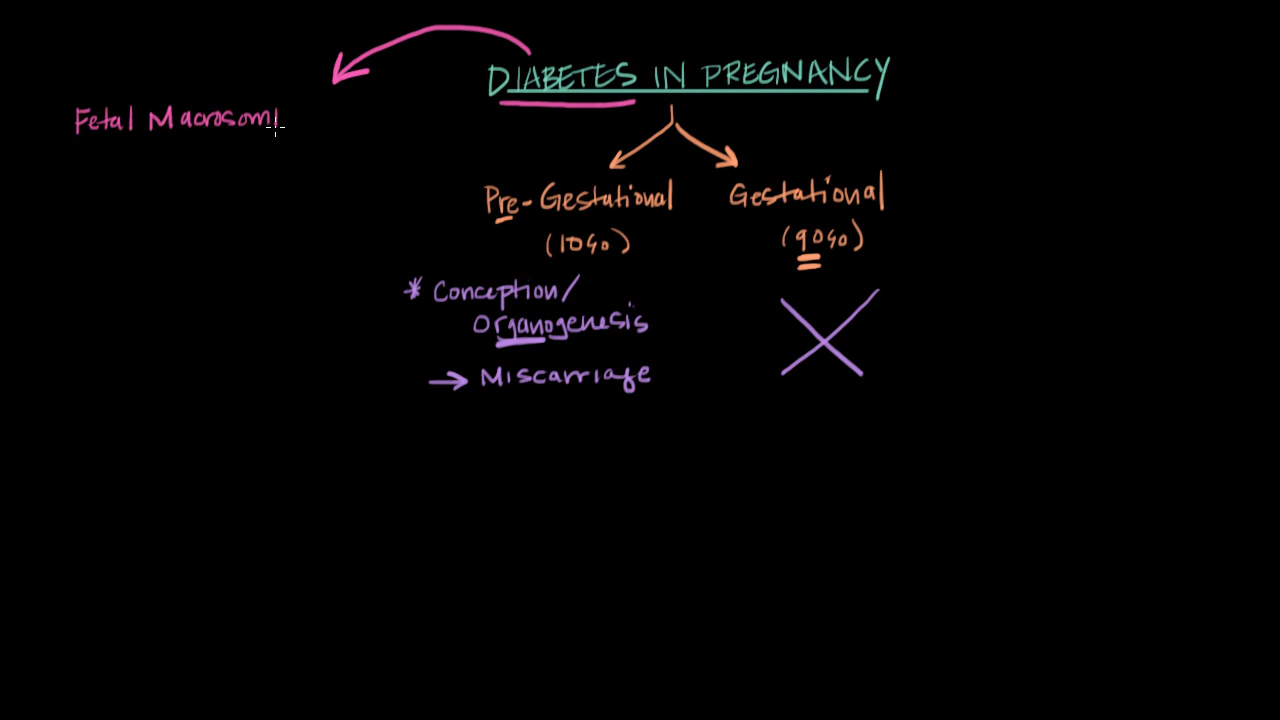 DIABETES IN PREGNANCY
Fetal Macrosomi
Pre-Gestational
Gestational
(10%)
(90%)
* Conception/
Organogenesis
→ Miscarriage